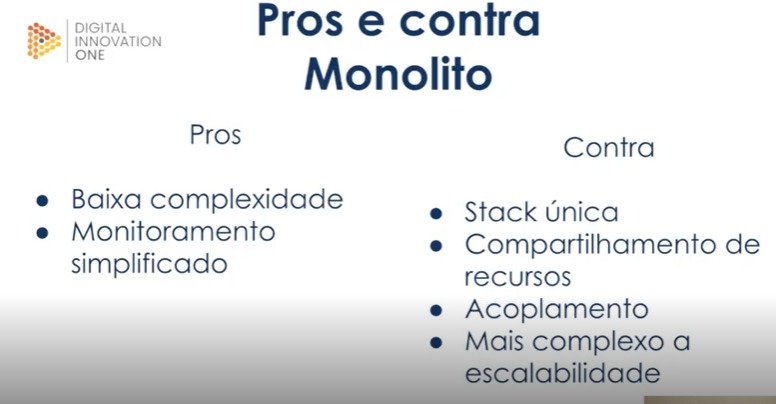 DIGITAL
INNOVATION
ONE
Pros e contra
Monolito
Pros
● Baixa complexidade
● Monitoramento
simplificado
Contra
● Stack única
● Compartilhamento de
recursos
● Acoplamento
● Mais complexo a
escalabilidade